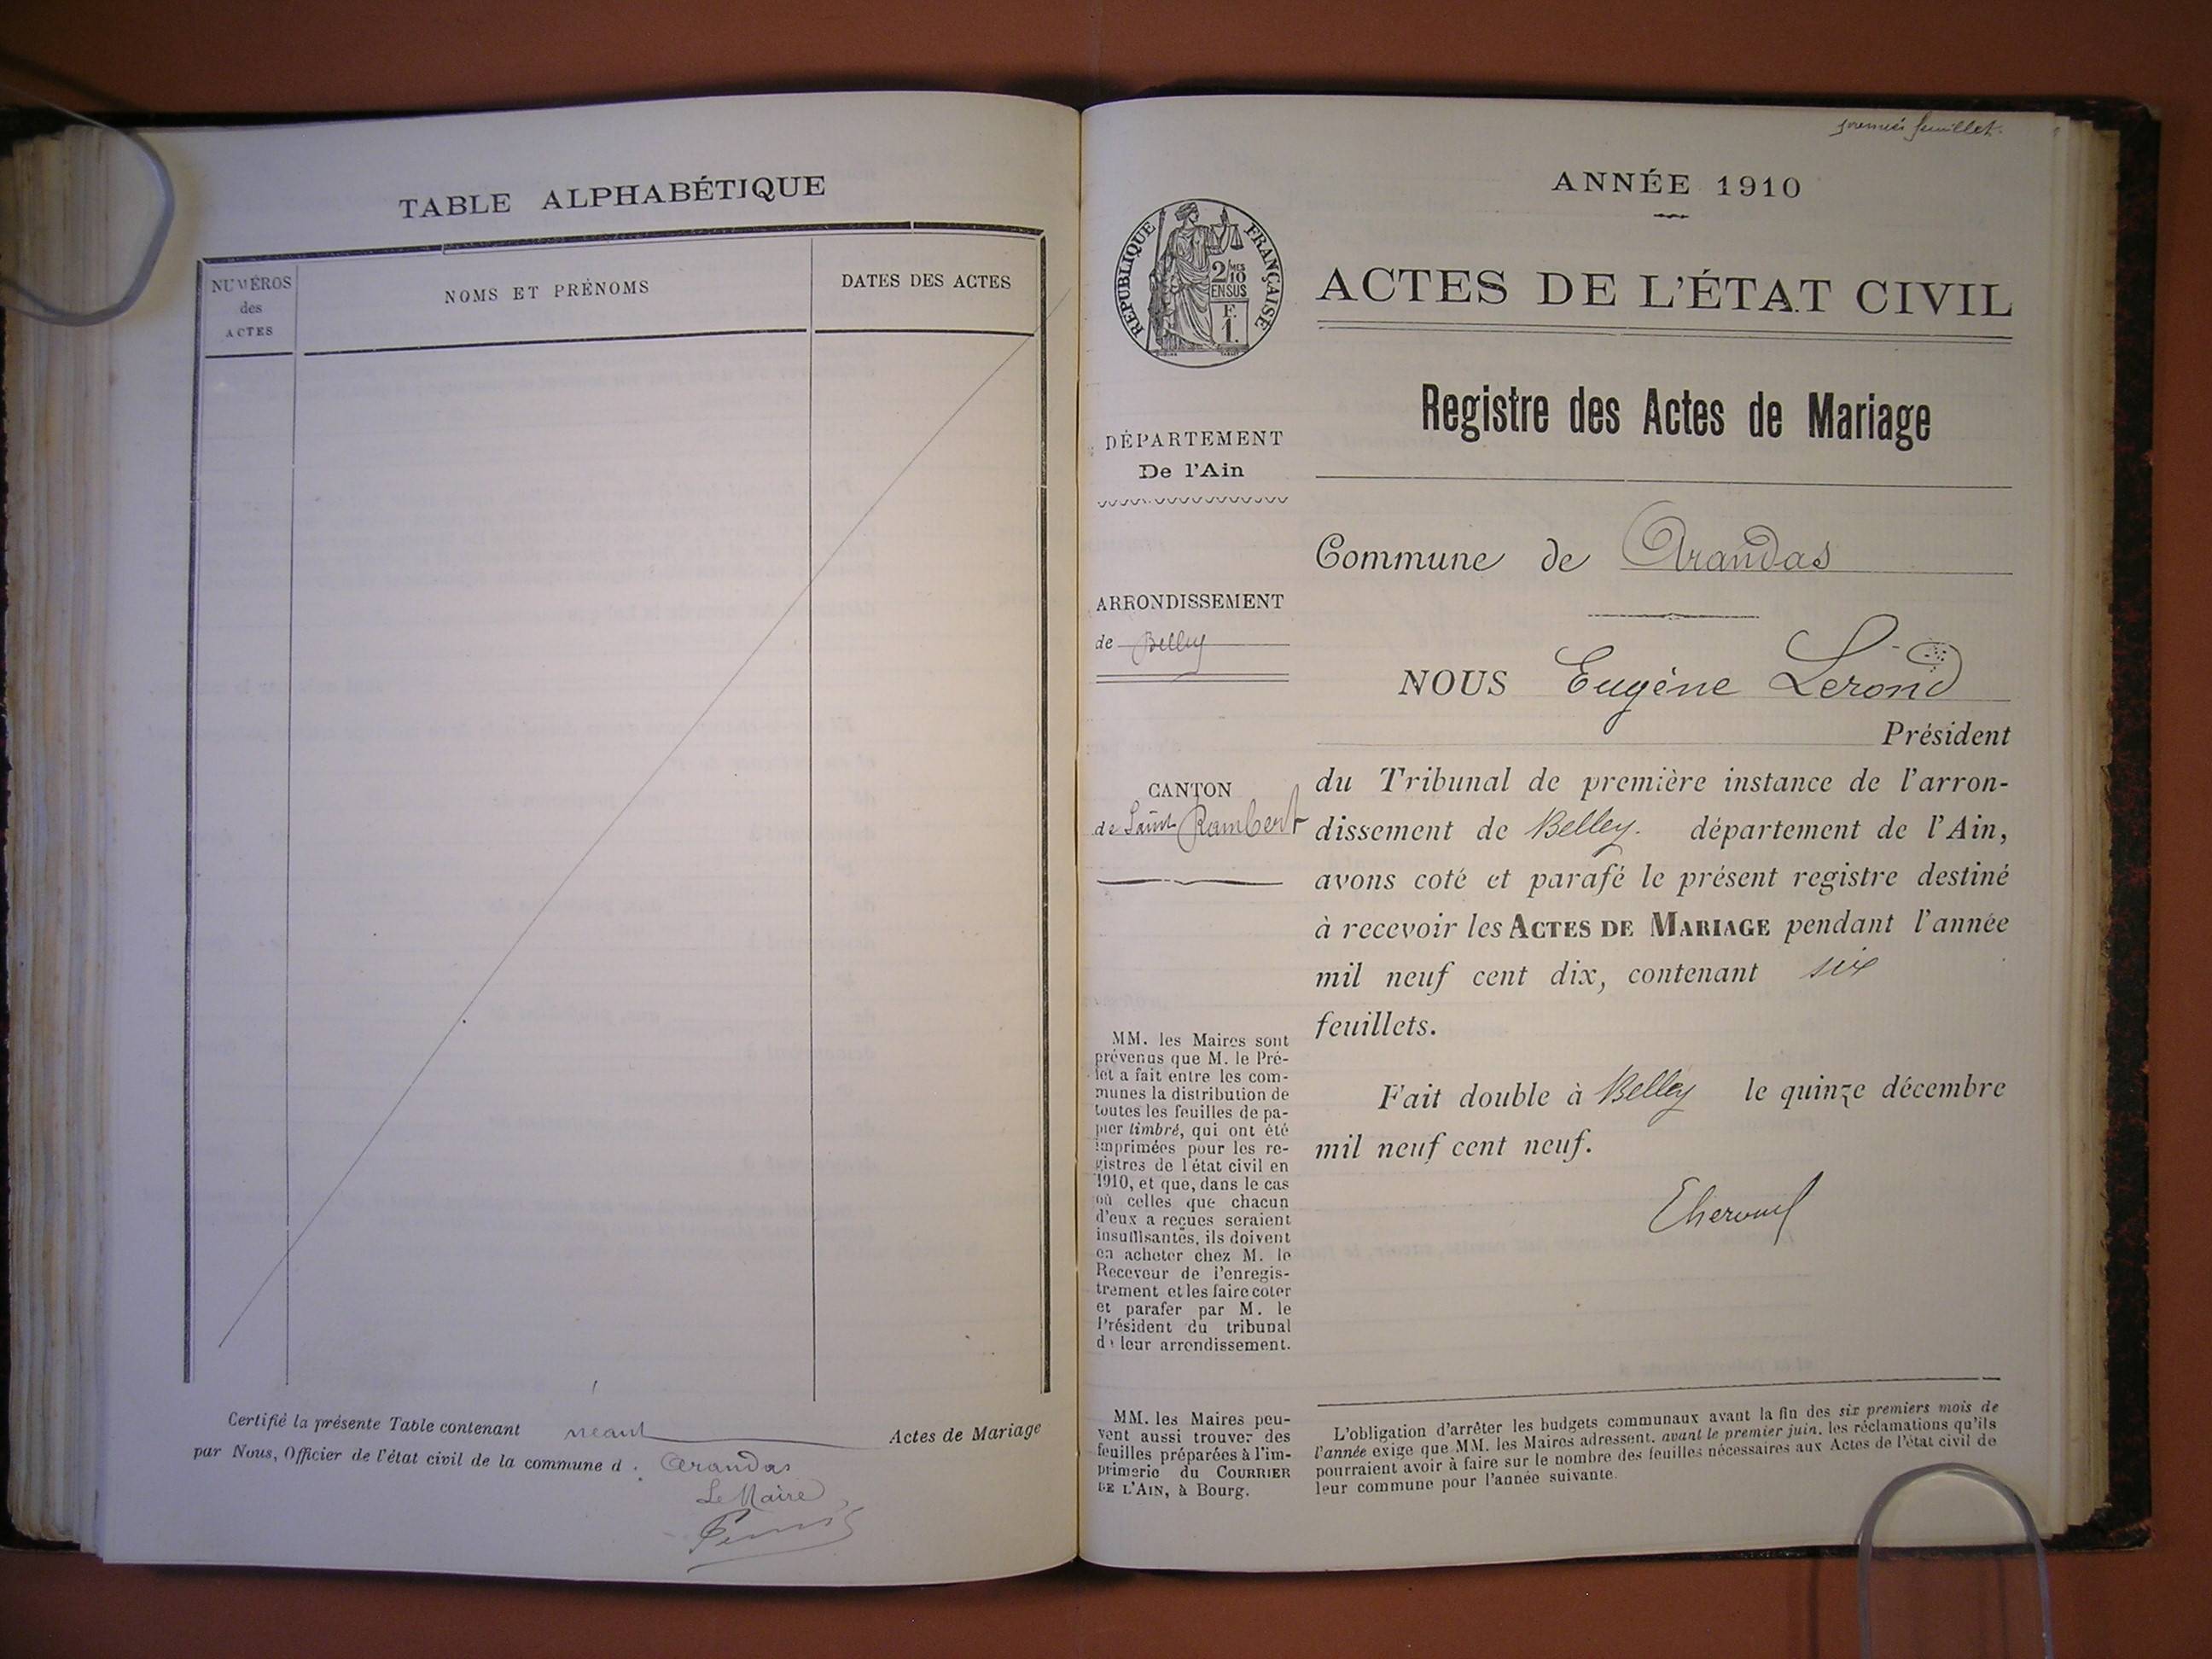 TABLE ALPHABÉTIQUE
NUMÉROS
des
ACTES
NOMS ET PRÉNOMS
DATES DES ACTES
Certifié la présente Table contenant néant Actes de Mariage
par Nous, Officier de l'état civil de la commune d Arandas
Le Maire
premier feuillet.
ANNÉE 1910
RÉPUBLIQUE FRANÇAISE
2/MES
10
EN SUS
F.
1.
ACTES DE L'ÉTAT CIVIL
Registre des Actes de Mariage
DÉPARTEMENT
De l'Ain
ARRONDISSEMENT
de Belley
CANTON
de Saint Rambert
MM. les Maires sont
prévenus que M. le Pré-
fet a fait entre les com-
munes la distribution de
toutes les feuilles de pa-
pier timbré, qui ont été
imprimées pour les re-
gistres de l'état civil en
1910, et que, dans le cas
où celles que chacun
d'eux a reçues seraient
insuffisantes, ils doivent
en acheter chez M. le
Receveur de l'enregis-
trement et les faire coter
et parafer par M. le
Président du tribunal
de leur arrondissement.
MM. les Maires peu-
vent aussi trouver des
feuilles préparées à l'im-
primerie du COURRIER
DE L'AIN, à Bourg.
Commune de Arandas
NOUS Eugène Lerond
Président
du Tribunal de première instance de l'arron-
dissement de Belley. département de l'Ain,
avons coté et parafé le présent registre destiné
à recevoir les ACTES DE MARIAGE pendant l'année
mil neuf cent dix, contenant six
feuillets.
Fait double à Belley le quinze décembre
mil neuf cent neuf.
L'obligation d'arrêter les budgets communaux avant la fin des six premiers mois de
l'année exige que MM. les Maires adressent, avant le premier juin, les réclamations qu'ils
pourraient avoir à faire sur le nombre des feuilles nécessaires aux Actes de l'état civil de
leur commune pour l'année suivante.